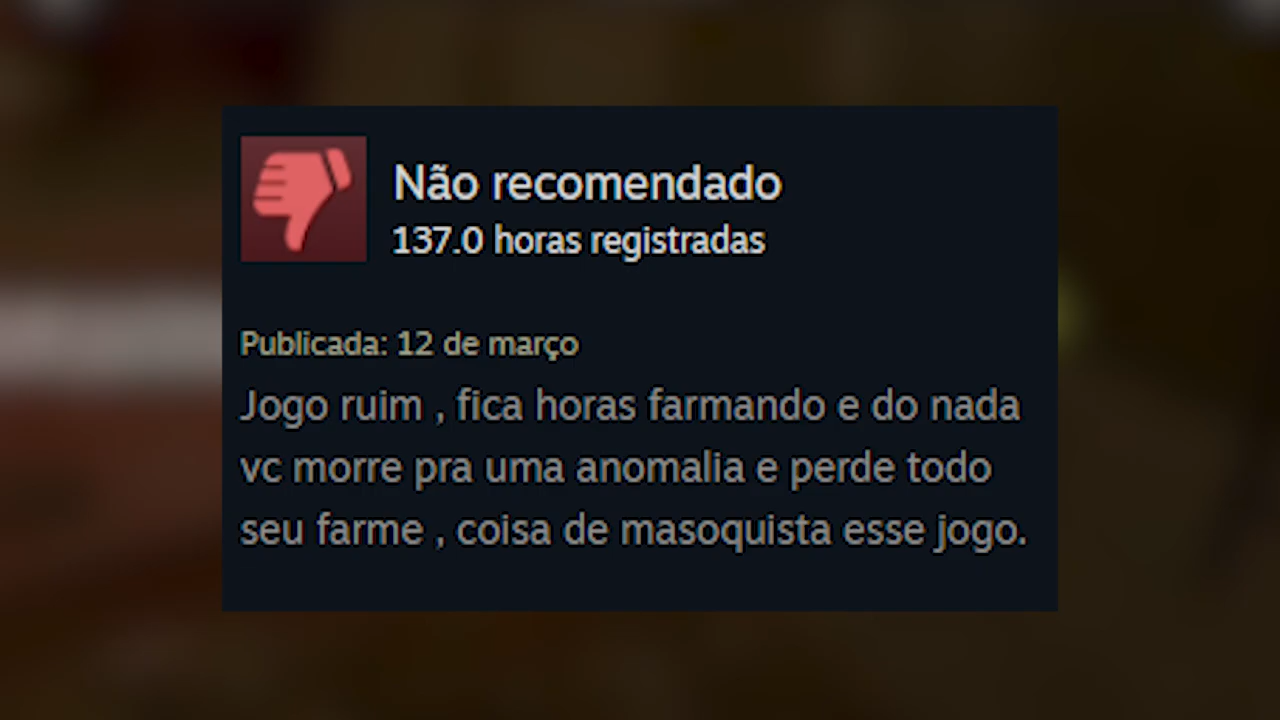 Não recomendado
137.0 horas registradas
Publicada: 12 de março
Jogo ruim , fica horas farmando e do nada
vc morre pra uma anomalia e perde todo
seu farme , coisa de masoquista esse jogo.